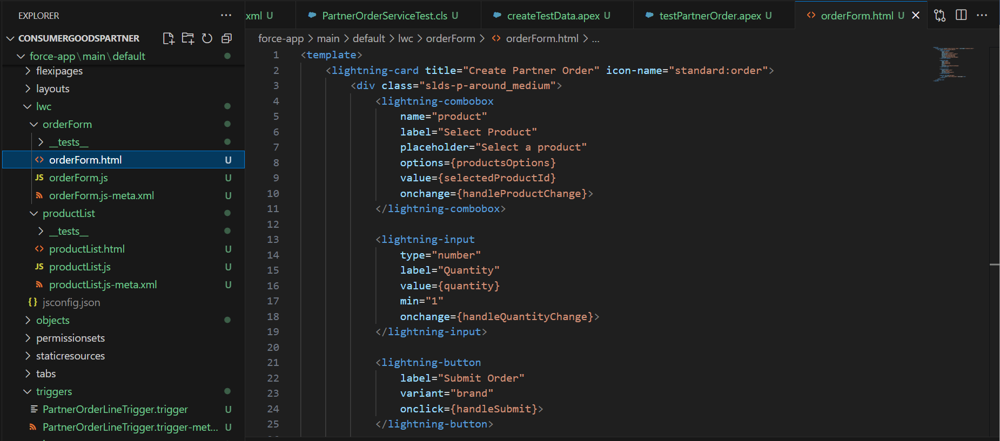 EXPLORER
CONSUMERGOODSPARTNER
force-app\main\default
flexipages
layouts
lwc
orderForm
__tests__
orderForm.html U
orderForm.js U
orderForm.js-meta.xml U
productList
__tests__
productList.html U
productList.js U
productList.js-meta.xml U
jsconfig.json
objects
permissionsets
staticresources
tabs
triggers
PartnerOrderLineTrigger.trigger U
PartnerOrderLineTrigger.trigger-met... U
xml U
PartnerOrderServiceTest.cls U
createTestData.apex U
testPartnerOrder.apex U
orderForm.html U
force-app > main > default > lwc > orderForm > orderForm.html > ...
1 <template>
2 <lightning-card title="Create Partner Order" icon-name="standard:order">
3 <div class="slds-p-around_medium">
4 <lightning-combobox
5 name="product"
6 label="Select Product"
7 placeholder="Select a product"
8 options={productsOptions}
9 value={selectedProductId}
10 onchange={handleProductChange}>
11 </lightning-combobox>
12
13 <lightning-input
14 type="number"
15 label="Quantity"
16 value={quantity}
17 min="1"
18 onchange={handleQuantityChange}>
19 </lightning-input>
20
21 <lightning-button
22 label="Submit Order"
23 variant="brand"
24 onclick={handleSubmit}>
25 </lightning-button>